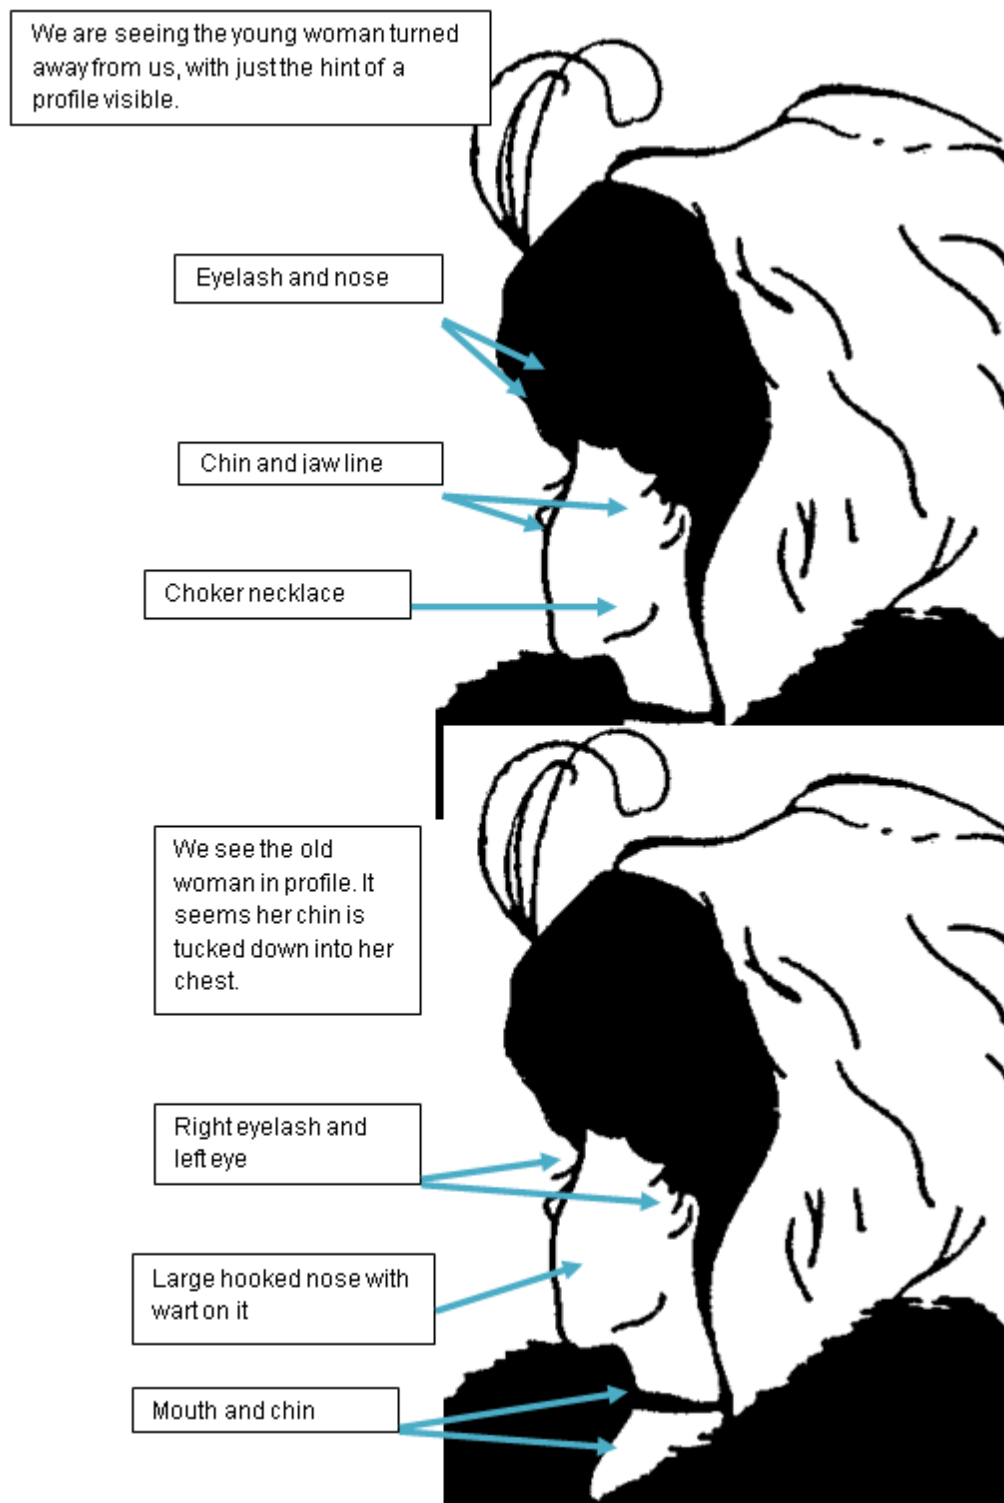 We are seeing the young woman turned
away from us, with just the hint of a
profile visible.
Eyelash and nose
Chin and jaw line
Choker necklace
We see the old
woman in profile. It
seems her chin is
tucked down into her
chest.
Right eyelash and
left eye
Large hooked nose with
wart on it
Mouth and chin